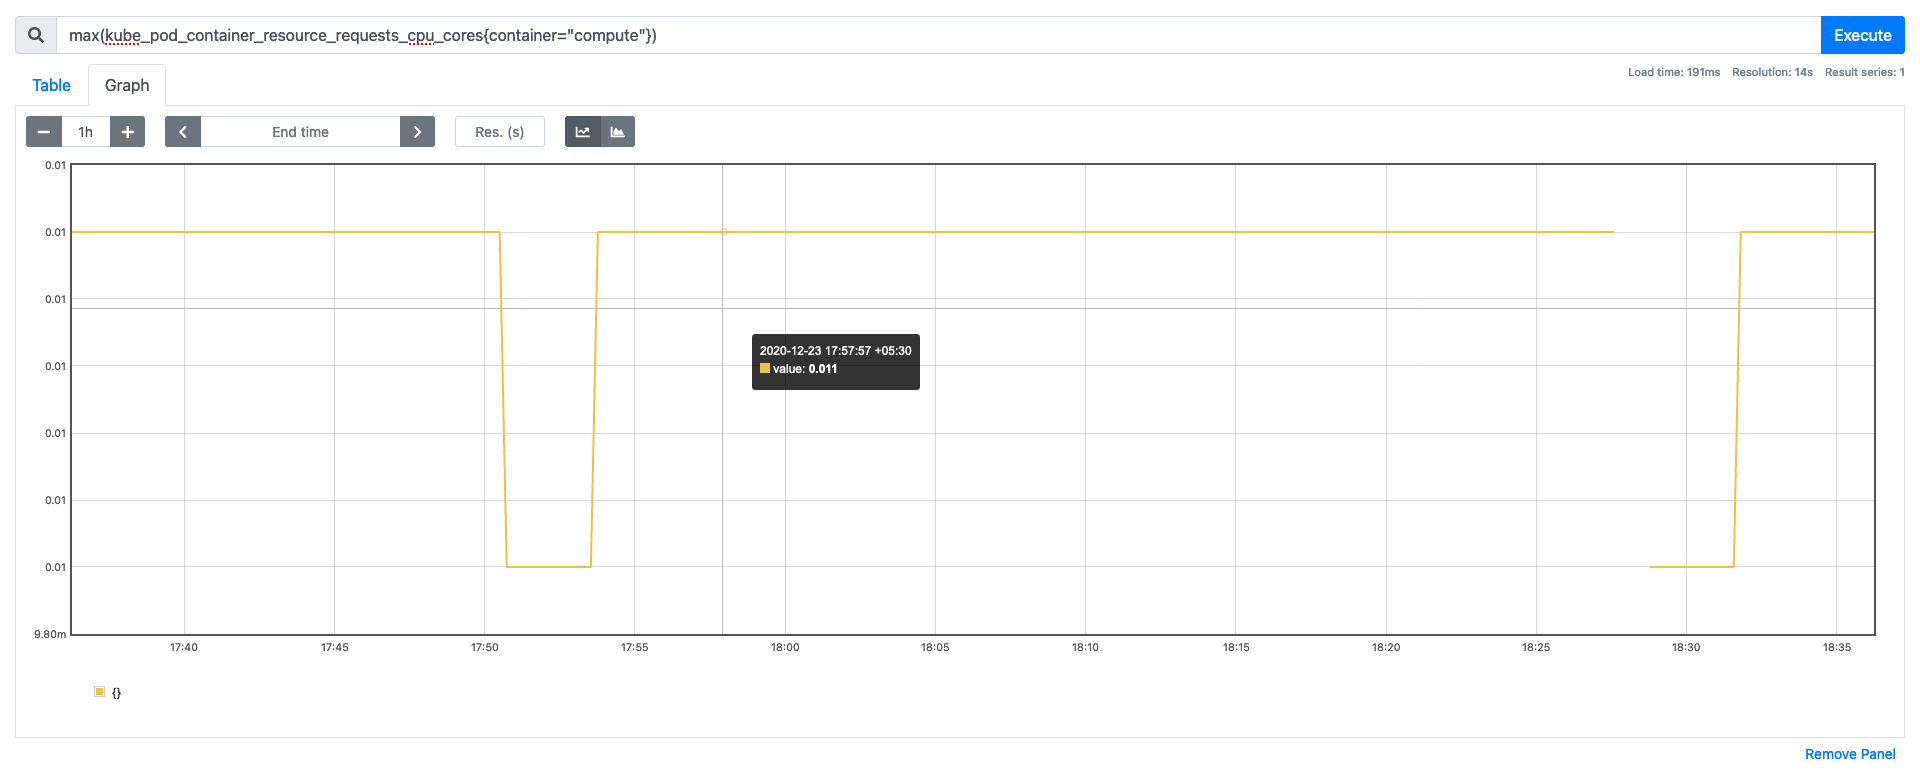 max(kube_pod_container_resource_requests_cpu_cores{container="compute"})
Execute
Table
Graph
Load time: 191ms Resolution: 14s Result series: 1
1h
End time
Res. (s)
0.01
0.01
0.01
0.01
0.01
0.01
0.01
9.80m
2020-12-23 17:57:57 +05:30
value: 0.011
17:40 17:45 17:50 17:55 18:00 18:05 18:10 18:15 18:20 18:25 18:30 18:35
{}
Remove Panel